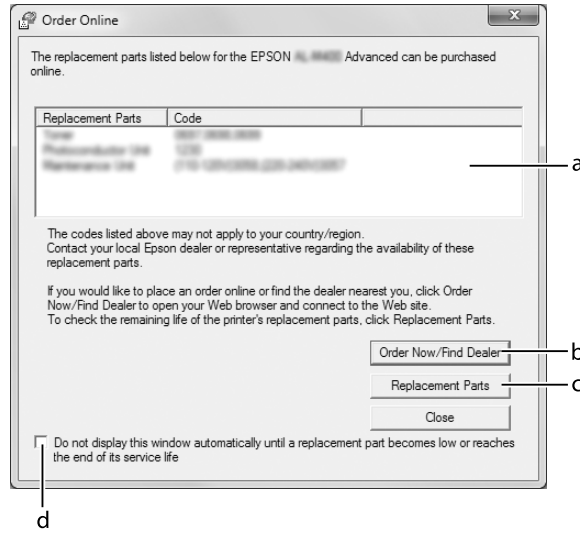 Order Online
The replacement parts listed below for the EPSON Advanced can be purchased
online.
Replacement Parts Code
a
The codes listed above may not apply to your country/region.
Contact your local Epson dealer or representative regarding the availability of these
replacement parts.
If you would like to place an order online or find the dealer nearest you, click Order
Now/Find Dealer to open your Web browser and connect to the Web site.
To check the remaining life of the printer's replacement parts, click Replacement Parts.
Order Now/Find Dealer
b
Replacement Parts
c
Close
Do not display this window automatically until a replacement part becomes low or reaches
the end of its service life
d